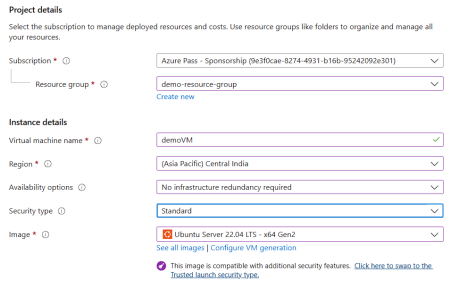 Project details
Select the subscription to manage deployed resources and costs. Use resource groups like folders to organize and manage all
your resources.
Subscription * Azure Pass - Sponsorship (9e3f0cae-8274-4931-b16b-95242092e301)
Resource group * demo-resource-group
Create new
Instance details
Virtual machine name * demoVM
Region * (Asia Pacific) Central India
Availability options No infrastructure redundancy required
Security type Standard
Image * Ubuntu Server 22.04 LTS - x64 Gen2
See all images | Configure VM generation
This image is compatible with additional security features. Click here to swap to the
Trusted launch security type.